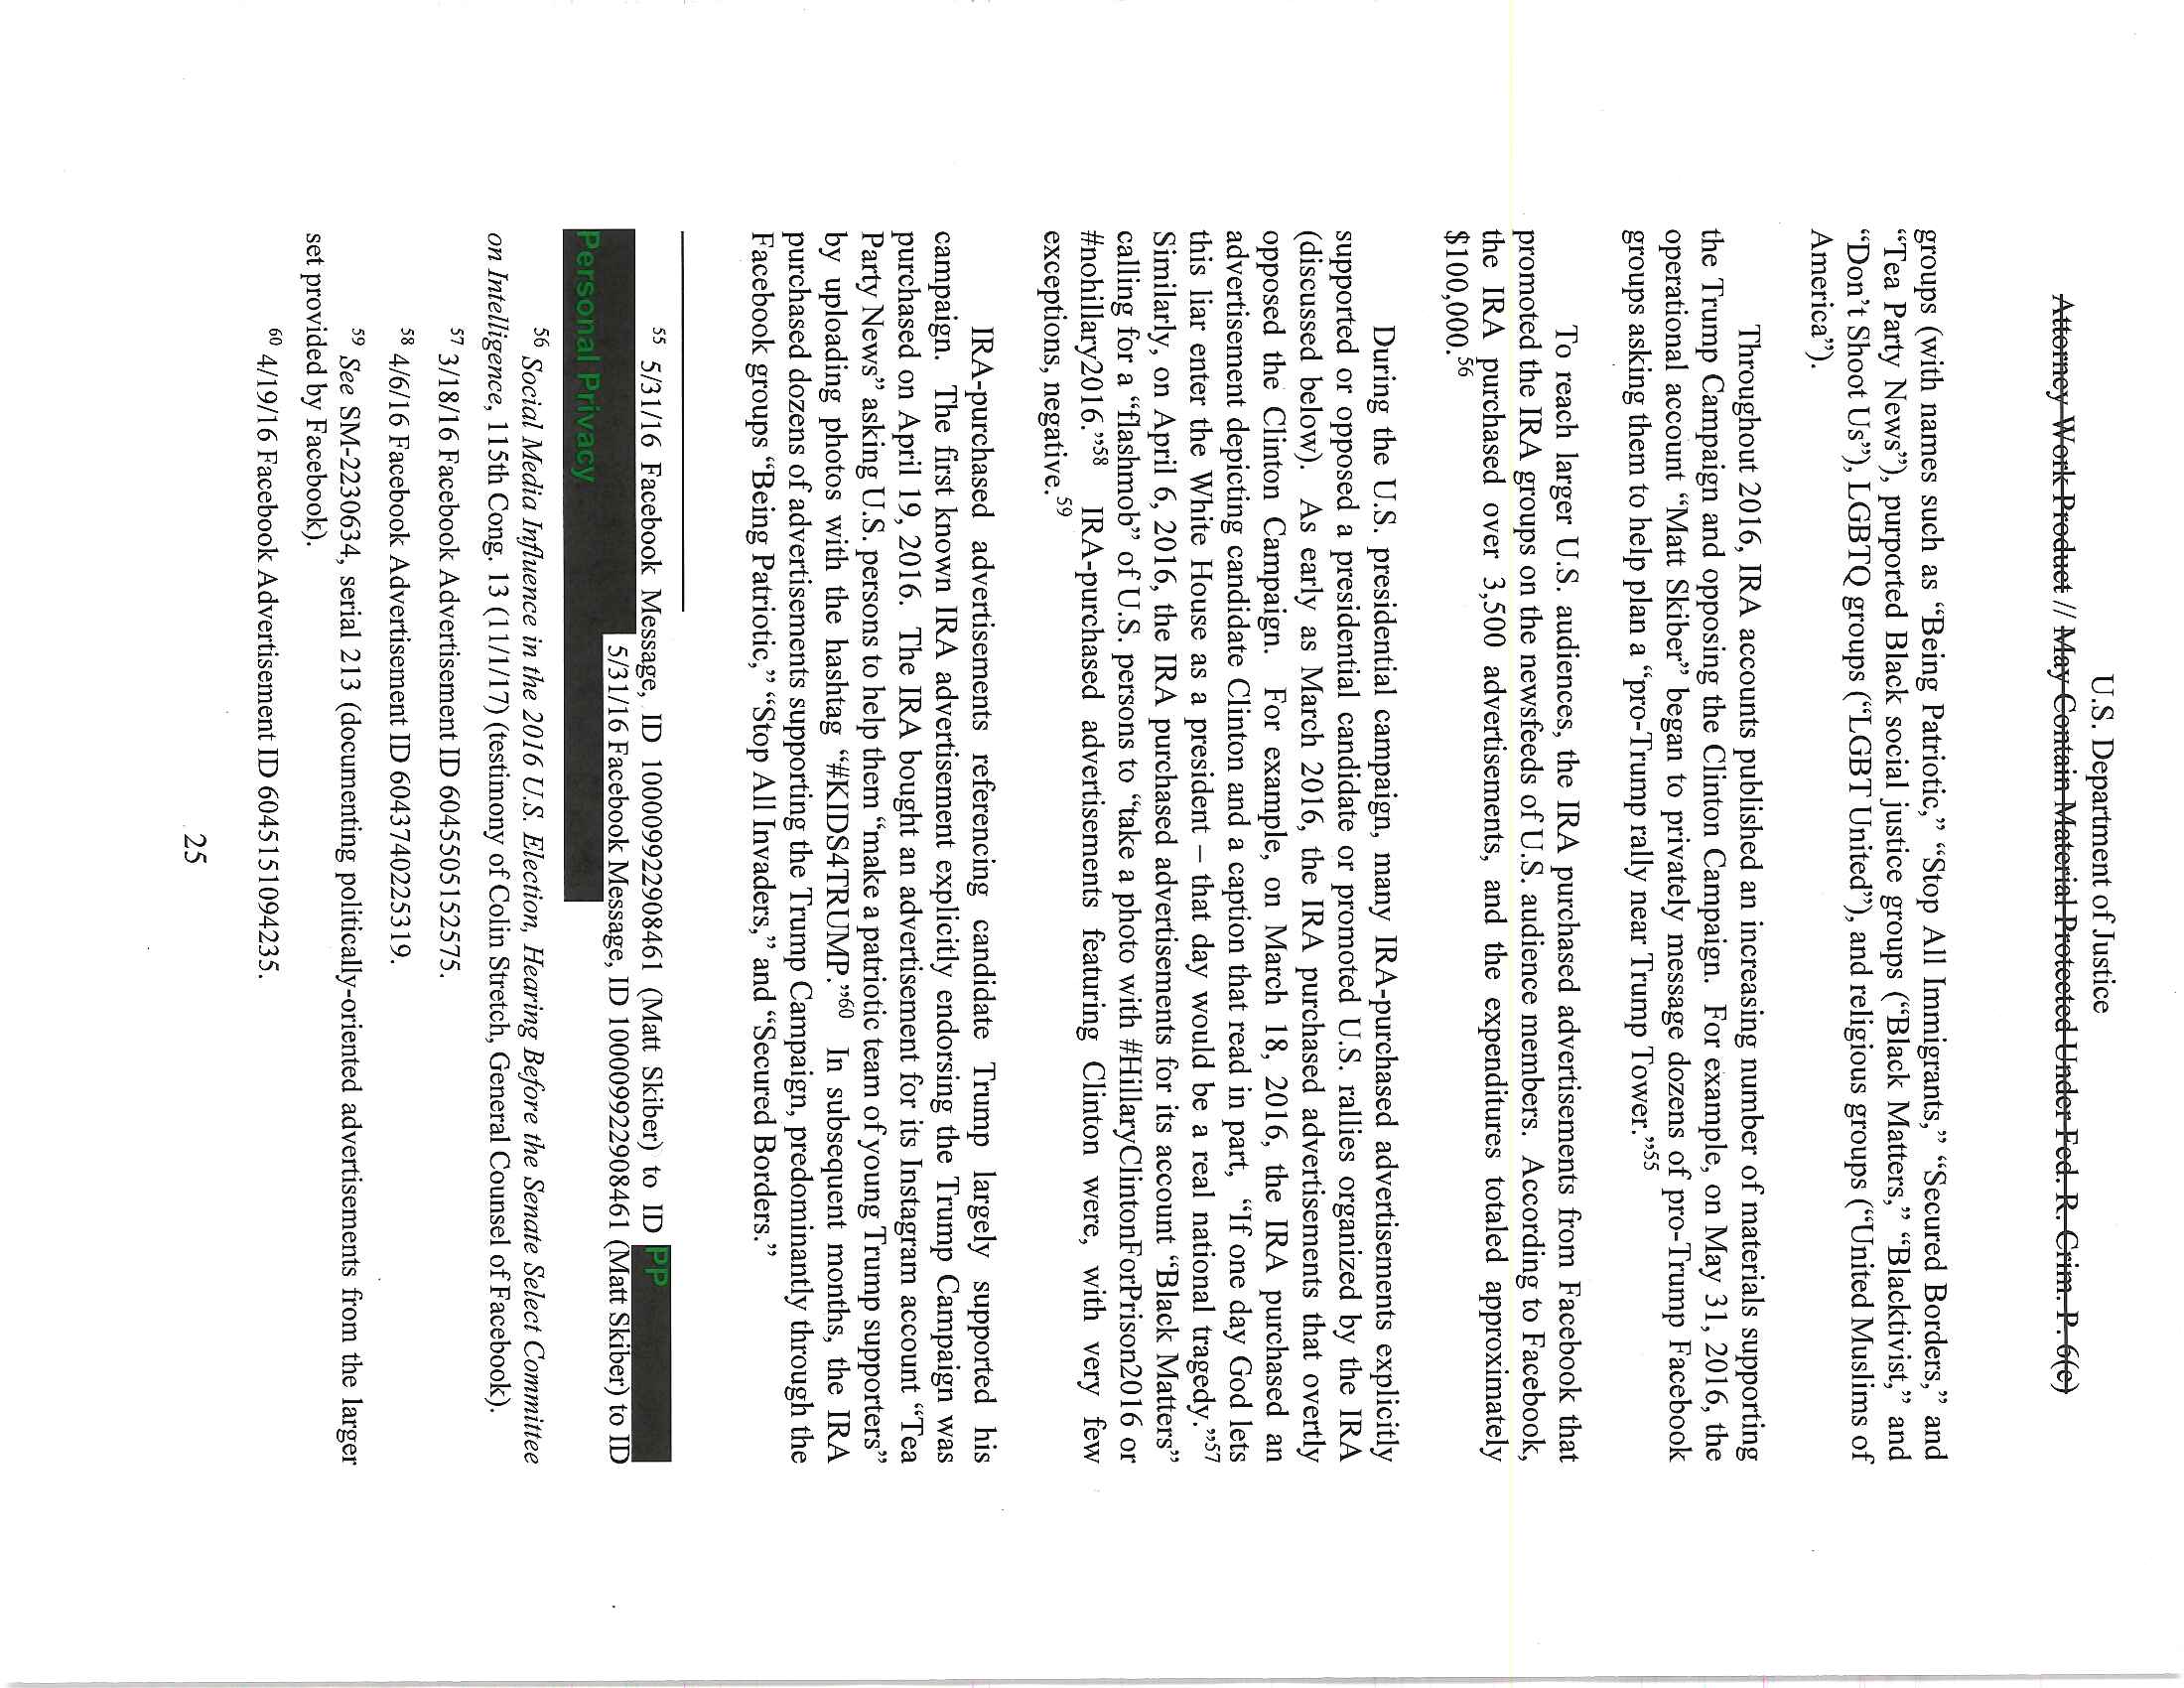 U.S. Department of Justice
Attorney Work Product // May Contain Material Protected Under Fed. R. Crim. P. 6(e)
groups (with names such as “Being Patriotic,” “Stop All Immigrants,” “Secured Borders,” and
“Tea Party News”), purported Black social justice groups (“Black Matters,” “Blacktivist,” and
“Don’t Shoot Us”), LGBTQ groups (“LGBT United”), and religious groups (“United Muslims of
America”).
Throughout 2016, IRA accounts published an increasing number of materials supporting
the Trump Campaign and opposing the Clinton Campaign. For example, on May 31, 2016, the
operational account “Matt Skiber” began to privately message dozens of pro-Trump Facebook
groups asking them to help plan a “pro-Trump rally near Trump Tower.”55
To reach larger U.S. audiences, the IRA purchased advertisements from Facebook that
promoted the IRA groups on the newsfeeds of U.S. audience members. According to Facebook,
the IRA purchased over 3,500 advertisements, and the expenditures totaled approximately
$100,000.56
During the U.S. presidential campaign, many IRA-purchased advertisements explicitly
supported or opposed a presidential candidate or promoted U.S. rallies organized by the IRA
(discussed below). As early as March 2016, the IRA purchased advertisements that overtly
opposed the Clinton Campaign. For example, on March 18, 2016, the IRA purchased an
advertisement depicting candidate Clinton and a caption that read in part, “If one day God lets
this liar enter the White House as a president – that day would be a real national tragedy.”57
Similarly, on April 6, 2016, the IRA purchased advertisements for its account “Black Matters”
calling for a “flashmob” of U.S. persons to “take a photo with #HillaryClintonForPrison2016 or
#nohillary2016.”58 IRA-purchased advertisements featuring Clinton were, with very few
exceptions, negative.59
IRA-purchased advertisements referencing candidate Trump largely supported his
campaign. The first known IRA advertisement explicitly endorsing the Trump Campaign was
purchased on April 19, 2016. The IRA bought an advertisement for its Instagram account “Tea
Party News” asking U.S. persons to help them “make a patriotic team of young Trump supporters”
by uploading photos with the hashtag “#KIDS4TRUMP.”60 In subsequent months, the IRA
purchased dozens of advertisements supporting the Trump Campaign, predominantly through the
Facebook groups “Being Patriotic,” “Stop All Invaders,” and “Secured Borders.”
55 5/31/16 Facebook Message, ID 100009922908461 (Matt Skiber) to ID PP
5/31/16 Facebook Message, ID 100009922908461 (Matt Skiber) to ID
Personal Privacy
56 Social Media Influence in the 2016 U.S. Election, Hearing Before the Senate Select Committee
on Intelligence, 115th Cong. 13 (11/1/17) (testimony of Colin Stretch, General Counsel of Facebook).
57 3/18/16 Facebook Advertisement ID 6045505152575.
58 4/6/16 Facebook Advertisement ID 6043740225319.
59 See SM-2230634, serial 213 (documenting politically-oriented advertisements from the larger
set provided by Facebook).
60 4/19/16 Facebook Advertisement ID 6045151094235.
25